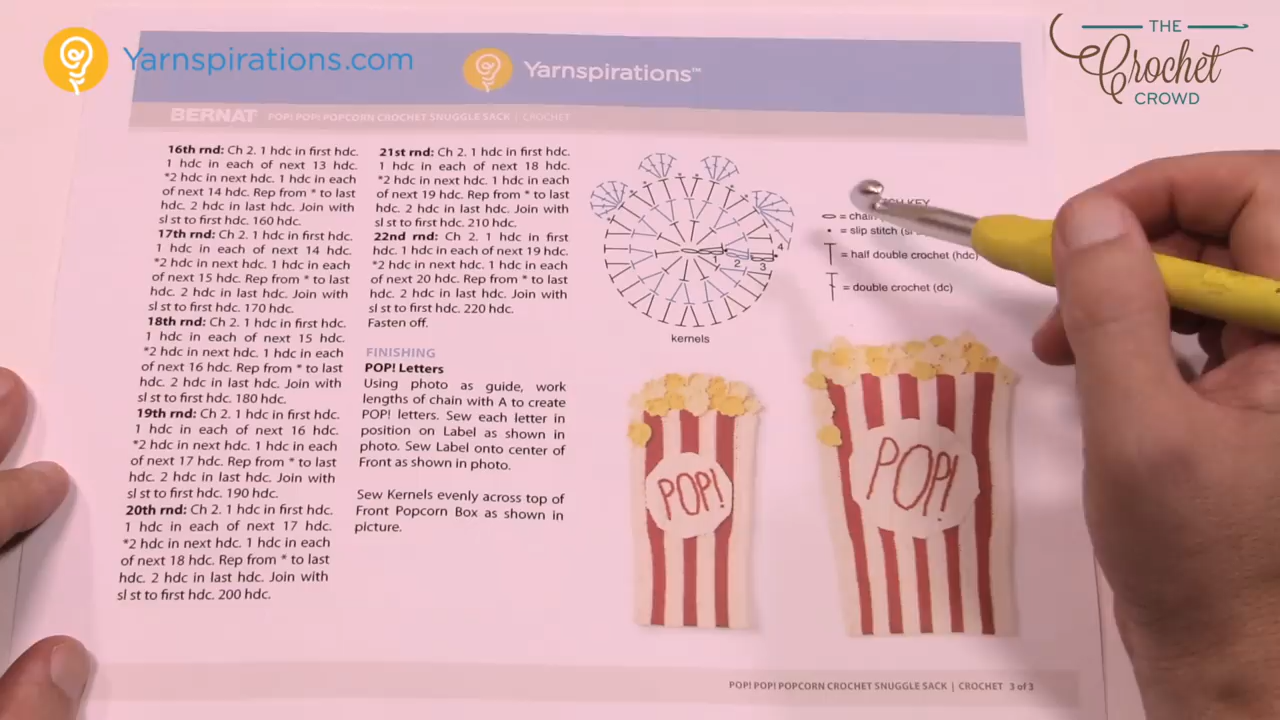 Yarnspirations.com
THE
Crochet
CROWD
Yarnspirations™
BERNAT POP! POP! POPCORN CROCHET SNUGGLE SACK | CROCHET
16th rnd: Ch 2. 1 hdc in first hdc.
1 hdc in each of next 13 hdc.
*2 hdc in next hdc. 1 hdc in each
of next 14 hdc. Rep from * to last
hdc. 2 hdc in last hdc. Join with
sl st to first hdc. 160 hdc.
17th rnd: Ch 2. 1 hdc in first hdc.
1 hdc in each of next 14 hdc.
*2 hdc in next hdc. 1 hdc in each
of next 15 hdc. Rep from * to last
hdc. 2 hdc in last hdc. Join with
sl st to first hdc. 170 hdc.
18th rnd: Ch 2. 1 hdc in first hdc.
1 hdc in each of next 15 hdc.
*2 hdc in next hdc. 1 hdc in each
of next 16 hdc. Rep from * to last
hdc. 2 hdc in last hdc. Join with
sl st to first hdc. 180 hdc.
19th rnd: Ch 2. 1 hdc in first hdc.
1 hdc in each of next 16 hdc.
*2 hdc in next hdc. 1 hdc in each
of next 17 hdc. Rep from * to last
hdc. 2 hdc in last hdc. Join with
sl st to first hdc. 190 hdc.
20th rnd: Ch 2. 1 hdc in first hdc.
1 hdc in each of next 17 hdc.
*2 hdc in next hdc. 1 hdc in each
of next 18 hdc. Rep from * to last
hdc. 2 hdc in last hdc. Join with
sl st to first hdc. 200 hdc.
21st rnd: Ch 2. 1 hdc in first hdc.
1 hdc in each of next 18 hdc.
*2 hdc in next hdc. 1 hdc in each
of next 19 hdc. Rep from * to last
hdc. 2 hdc in last hdc. Join with
sl st to first hdc. 210 hdc.
22nd rnd: Ch 2. 1 hdc in first
hdc. 1 hdc in each of next 19 hdc.
*2 hdc in next hdc. 1 hdc in each
of next 20 hdc. Rep from * to last
hdc. 2 hdc in last hdc. Join with
sl st to first hdc. 220 hdc.
Fasten off.
FINISHING
POP! Letters
Using photo as guide, work
lengths of chain with A to create
POP! letters. Sew each letter in
position on Label as shown in
photo. Sew Label onto center of
Front as shown in photo.
Sew Kernels evenly across top of
Front Popcorn Box as shown in
picture.
1 2 3 4
kernels
KEY
= chain
= slip stitch
= half double crochet (hdc)
= double crochet (dc)
POP!
POP!
POP! POP! POPCORN CROCHET SNUGGLE SACK | CROCHET 3 of 3